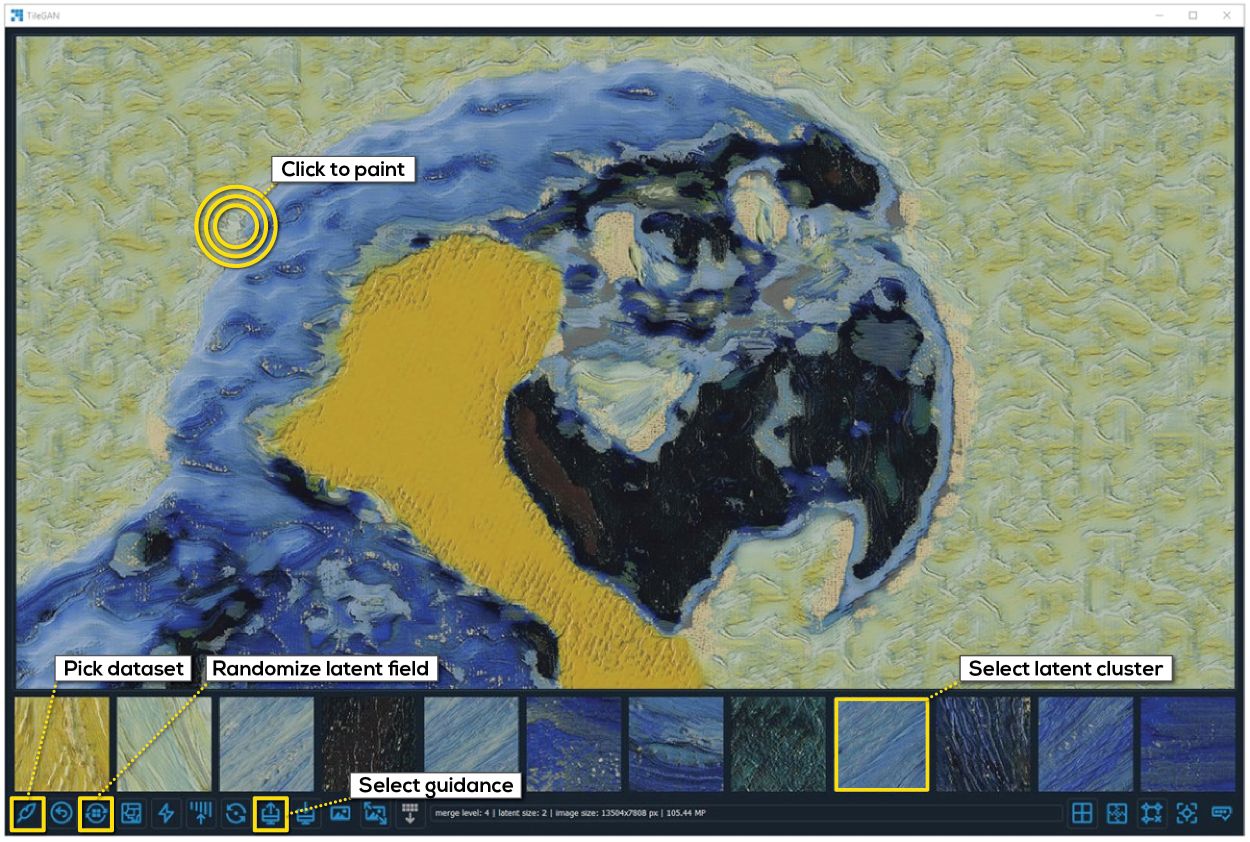 TileGAN
Click to paint
Pick dataset
Randomize latent field
Select latent cluster
Select guidance
merge level: 4 | latent size: 2 | image size: 13504x7808 px | 105.44 MP